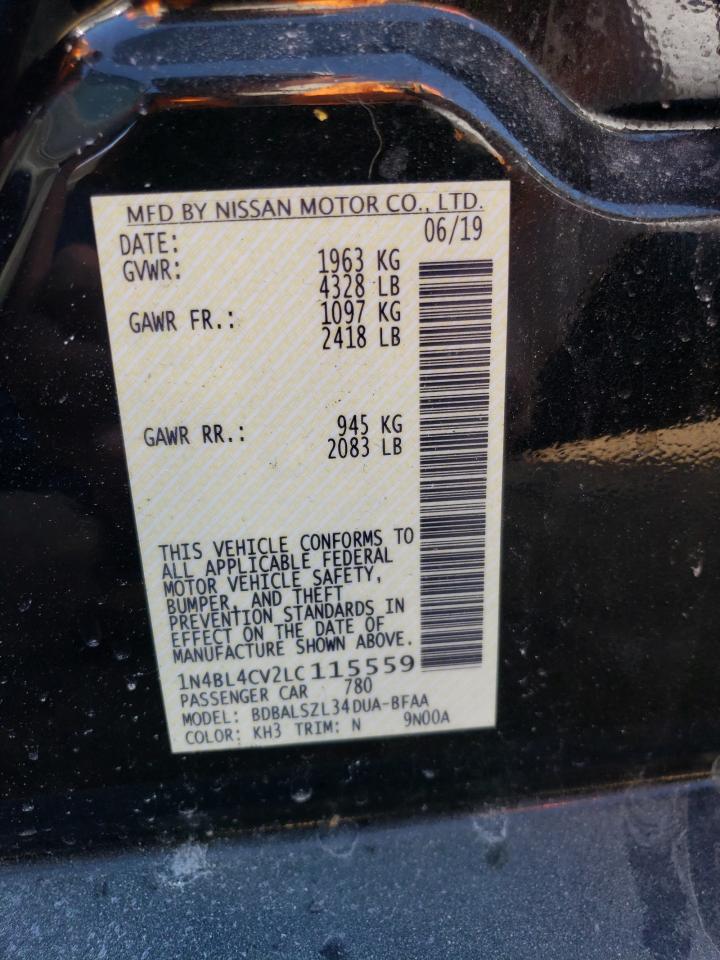 MFD BY NISSAN MOTOR CO., LTD.
DATE: 06/19
GVWR: 1963 KG
4328 LB
GAWR FR.: 1097 KG
2418 LB
GAWR RR.: 945 KG
2083 LB
THIS VEHICLE CONFORMS TO
ALL APPLICABLE FEDERAL
MOTOR VEHICLE SAFETY,
BUMPER, AND THEFT
PREVENTION STANDARDS IN
EFFECT ON THE DATE OF
MANUFACTURE SHOWN ABOVE.
1N4BL4CV2LC115559
PASSENGER CAR 780
MODEL: BDBALSZL34DUA-BFAA
COLOR: KH3 TRIM: N 9N00A